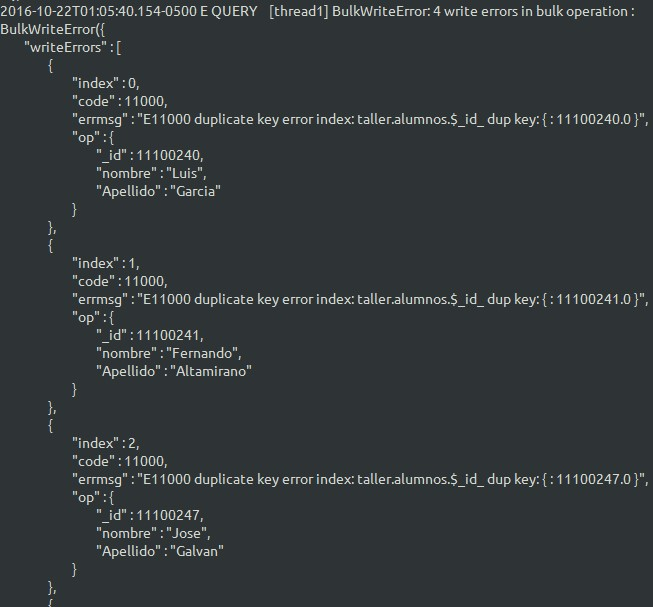 2016-10-22T01:05:40.154-0500 E QUERY [thread1] BulkWriteError: 4 write errors in bulk operation :
BulkWriteError({
"writeErrors" : [
{
"index" : 0,
"code" : 11000,
"errmsg" : "E11000 duplicate key error index: taller.alumnos.$_id_ dup key: { : 11100240.0 }",
"op" : {
"_id" : 11100240,
"nombre" : "Luis",
"Apellido" : "Garcia"
}
},
{
"index" : 1,
"code" : 11000,
"errmsg" : "E11000 duplicate key error index: taller.alumnos.$_id_ dup key: { : 11100241.0 }",
"op" : {
"_id" : 11100241,
"nombre" : "Fernando",
"Apellido" : "Altamirano"
}
},
{
"index" : 2,
"code" : 11000,
"errmsg" : "E11000 duplicate key error index: taller.alumnos.$_id_ dup key: { : 11100247.0 }",
"op" : {
"_id" : 11100247,
"nombre" : "Jose",
"Apellido" : "Galvan"
}
},
{